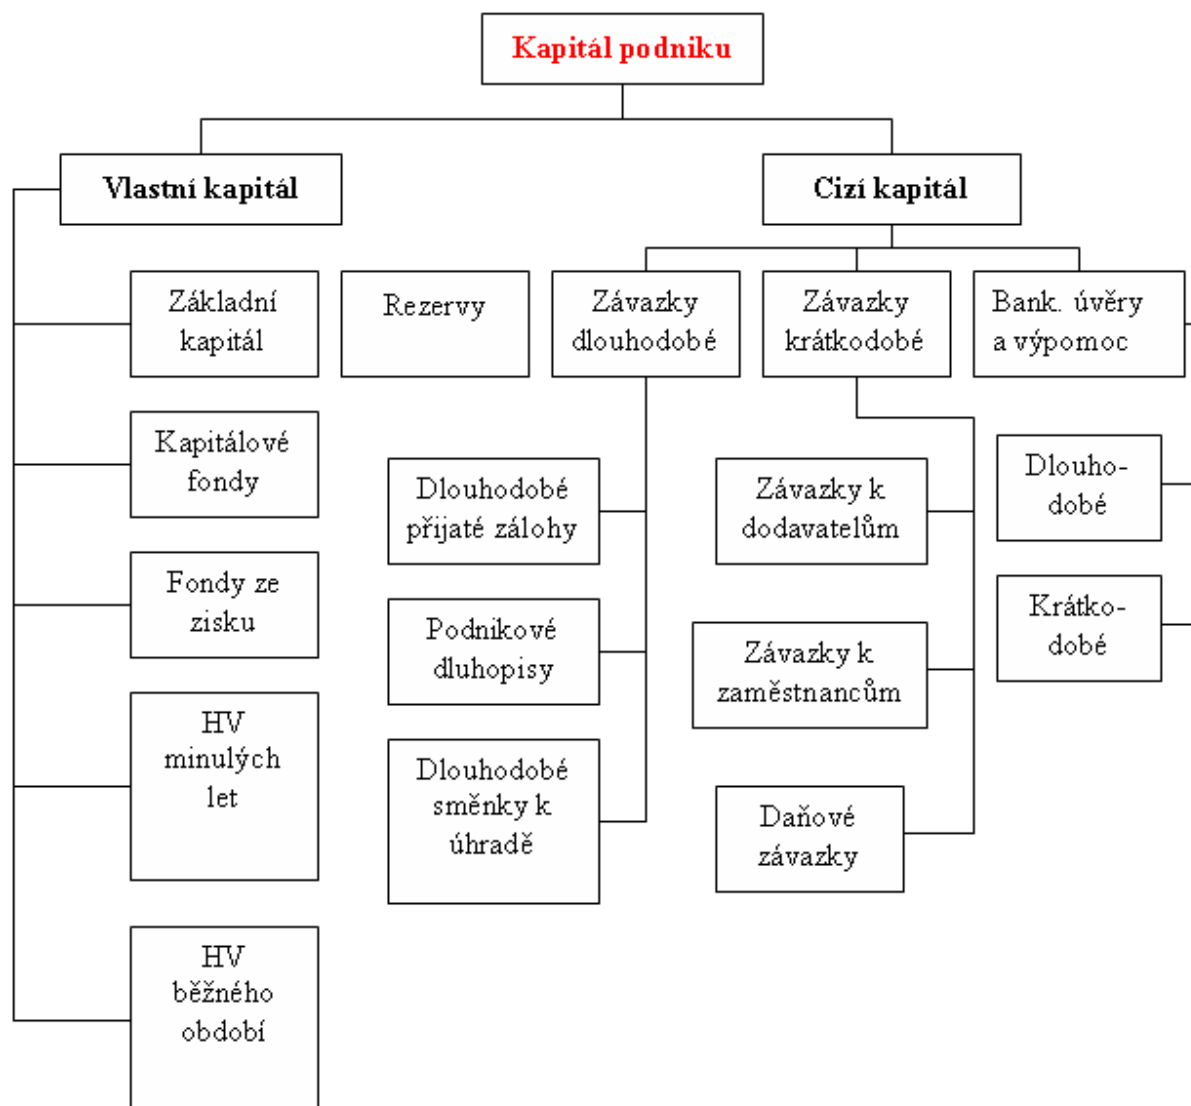 Kapitál podniku
Vlastní kapitál
Cizí kapitál
Základní
kapitál
Rezervy
Závazky
dlouhodobé
Závazky
krátkodobé
Bank. úvěry
a výpomoc
Kapitálové
fondy
Dlouhodobé
přijaté zálohy
Závazky k
dodavatelům
Dlouho-
dobé
Fondy ze
zisku
Podnikové
dluhopisy
Závazky k
zaměstnancům
Krátko-
dobé
HV
minulých
let
Dlouhodobé
směnky k
úhradě
Daňové
závazky
HV
běžného
období